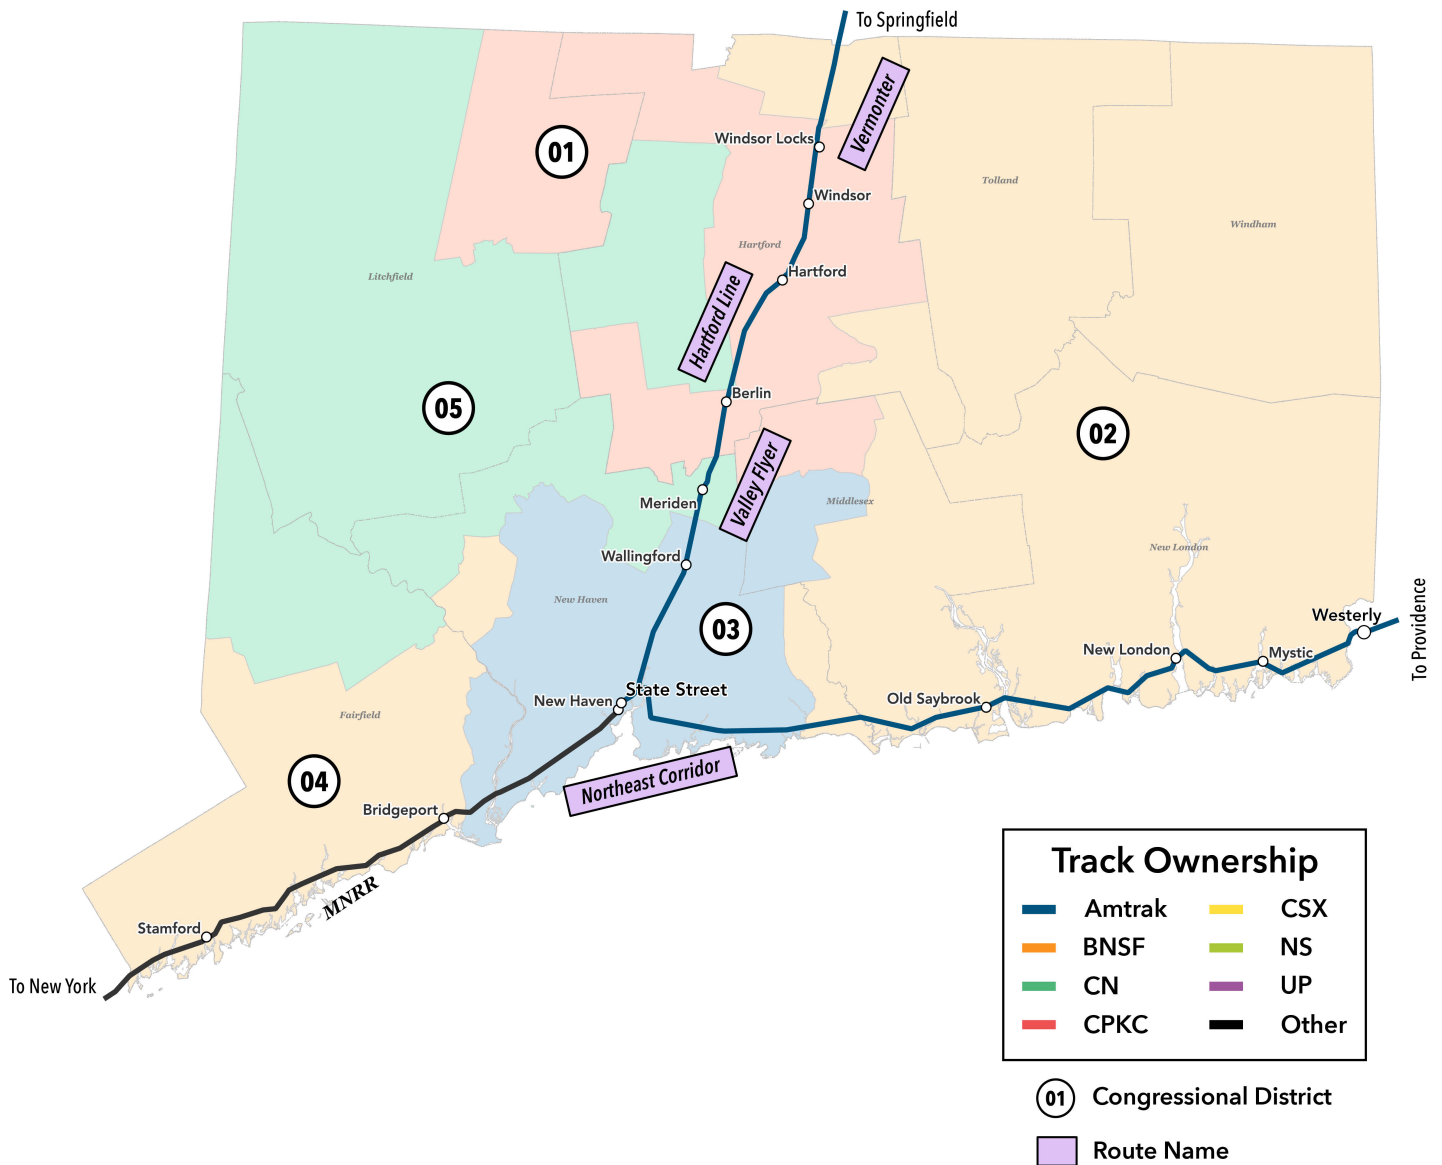 To Springfield
Vermonter
Windsor Locks
01
Tolland
Windsor
Windham
Hartford
Litchfield
Hartford
Hartford Line
Berlin
05
02
Valley Flyer
Meriden
Middlesex
Wallingford
New London
New Haven
To Providence
Westerly
03
New London
Mystic
State Street
New Haven
Old Saybrook
Fairfield
04
Northeast Corridor
Bridgeport
MNRR
Stamford
To New York
Track Ownership
Amtrak
CSX
BNSF
NS
CN
UP
CPKC
Other
01 Congressional District
Route Name